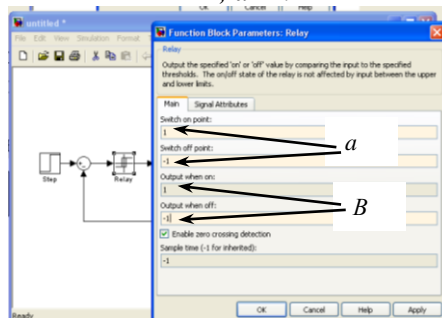 OK Cancel Help
untitled *
File Edit View Simulation Format
Step
Relay
Ready
Function Block Parameters: Relay
Relay
Output the specified 'on' or 'off' value by comparing the input to the specified
thresholds. The on/off state of the relay is not affected by input between the upper
and lower limits.
Main Signal Attributes
Switch on point:
1
a
Switch off point:
-1
Output when on:
1
B
Output when off:
-1
Enable zero crossing detection
Sample time (-1 for inherited):
-1
OK Cancel Help Apply